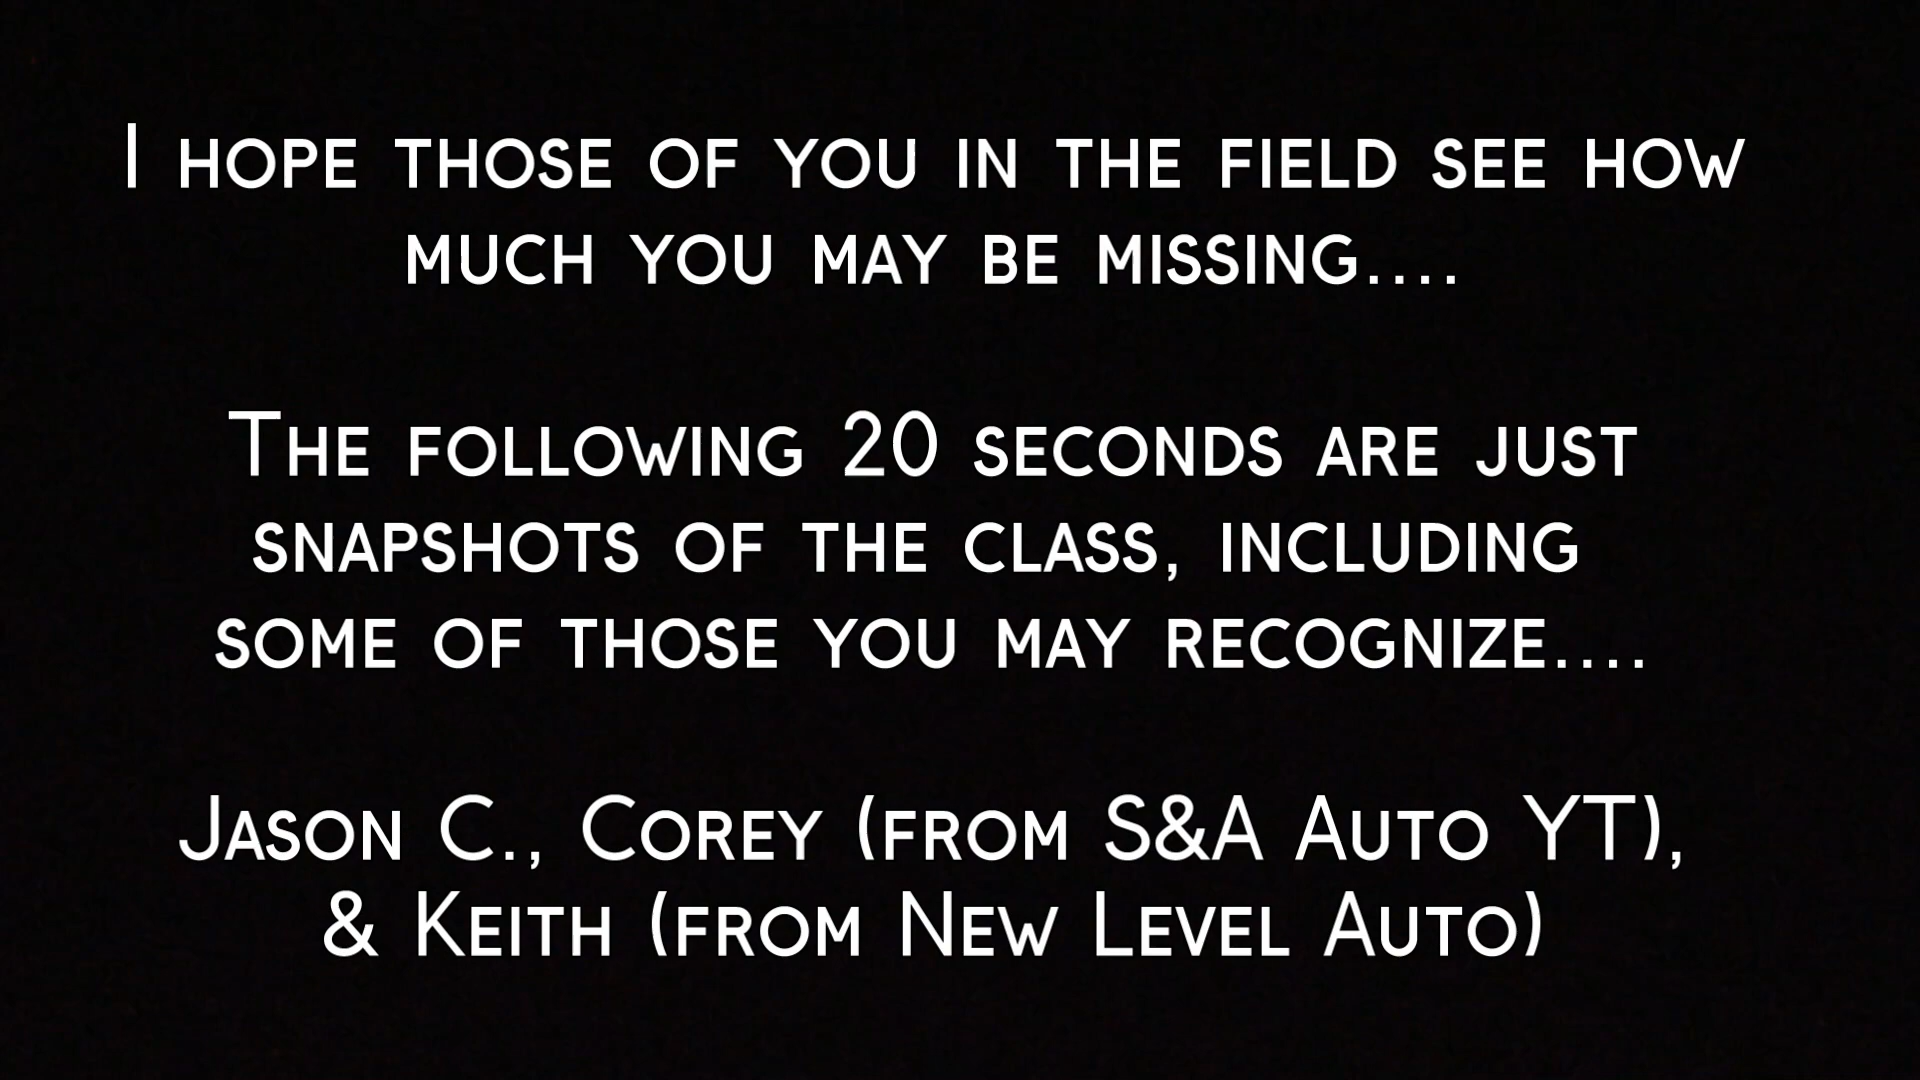 I hope those of you in the field see how
much you may be missing....
The following 20 seconds are just
snapshots of the class, including
some of those you may recognize....
Jason C., Corey (from S&A Auto YT),
& Keith (from New Level Auto)